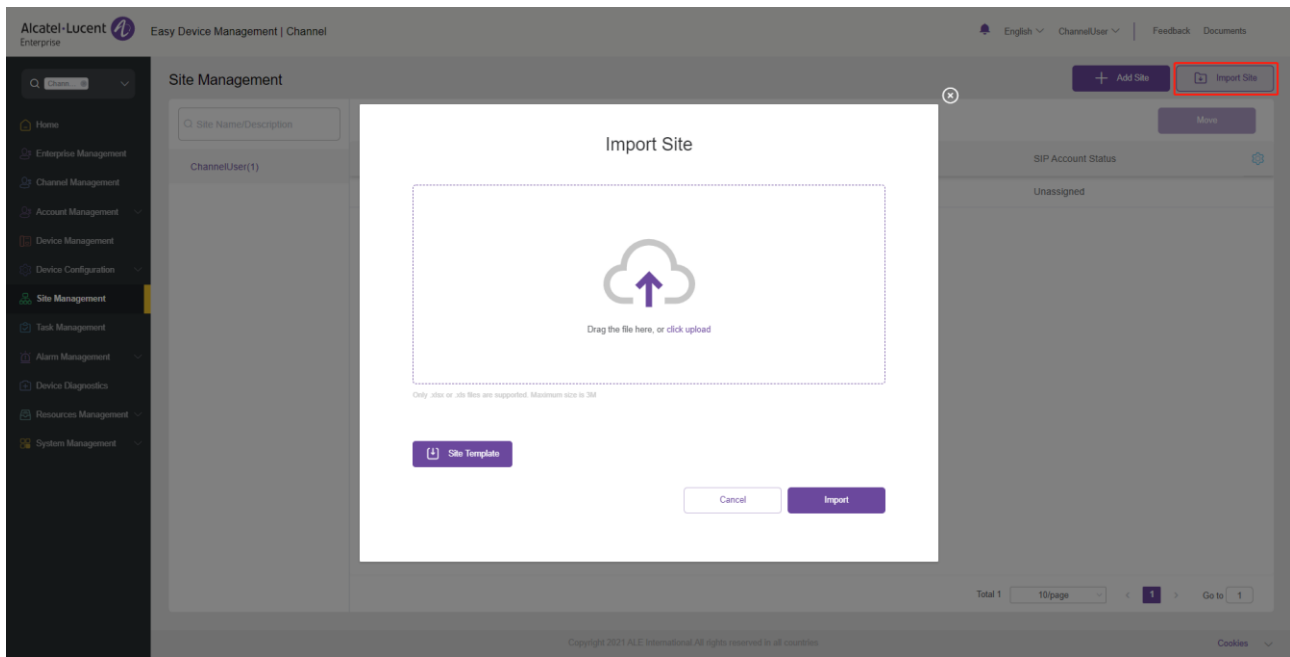 Alcatel·Lucent
Enterprise
Easy Device Management | Channel
English
ChannelUser
Feedback
Documents
Chann...
Site Management
Add Site
Import Site
Home
Enterprise Management
Channel Management
Account Management
Device Management
Device Configuration
Site Management
Task Management
Alarm Management
Device Diagnostics
Resources Management
System Management
Site Name/Description
ChannelUser(1)
Move
SIP Account Status
Unassigned
Import Site
Drag the file here, or click upload
Only .xlsx or .xls files are supported. Maximum size is 3M
Site Template
Cancel
Import
Total 1
10/page
1
Go to 1
Copyright 2021 ALE International All rights reserved in all countries
Cookies